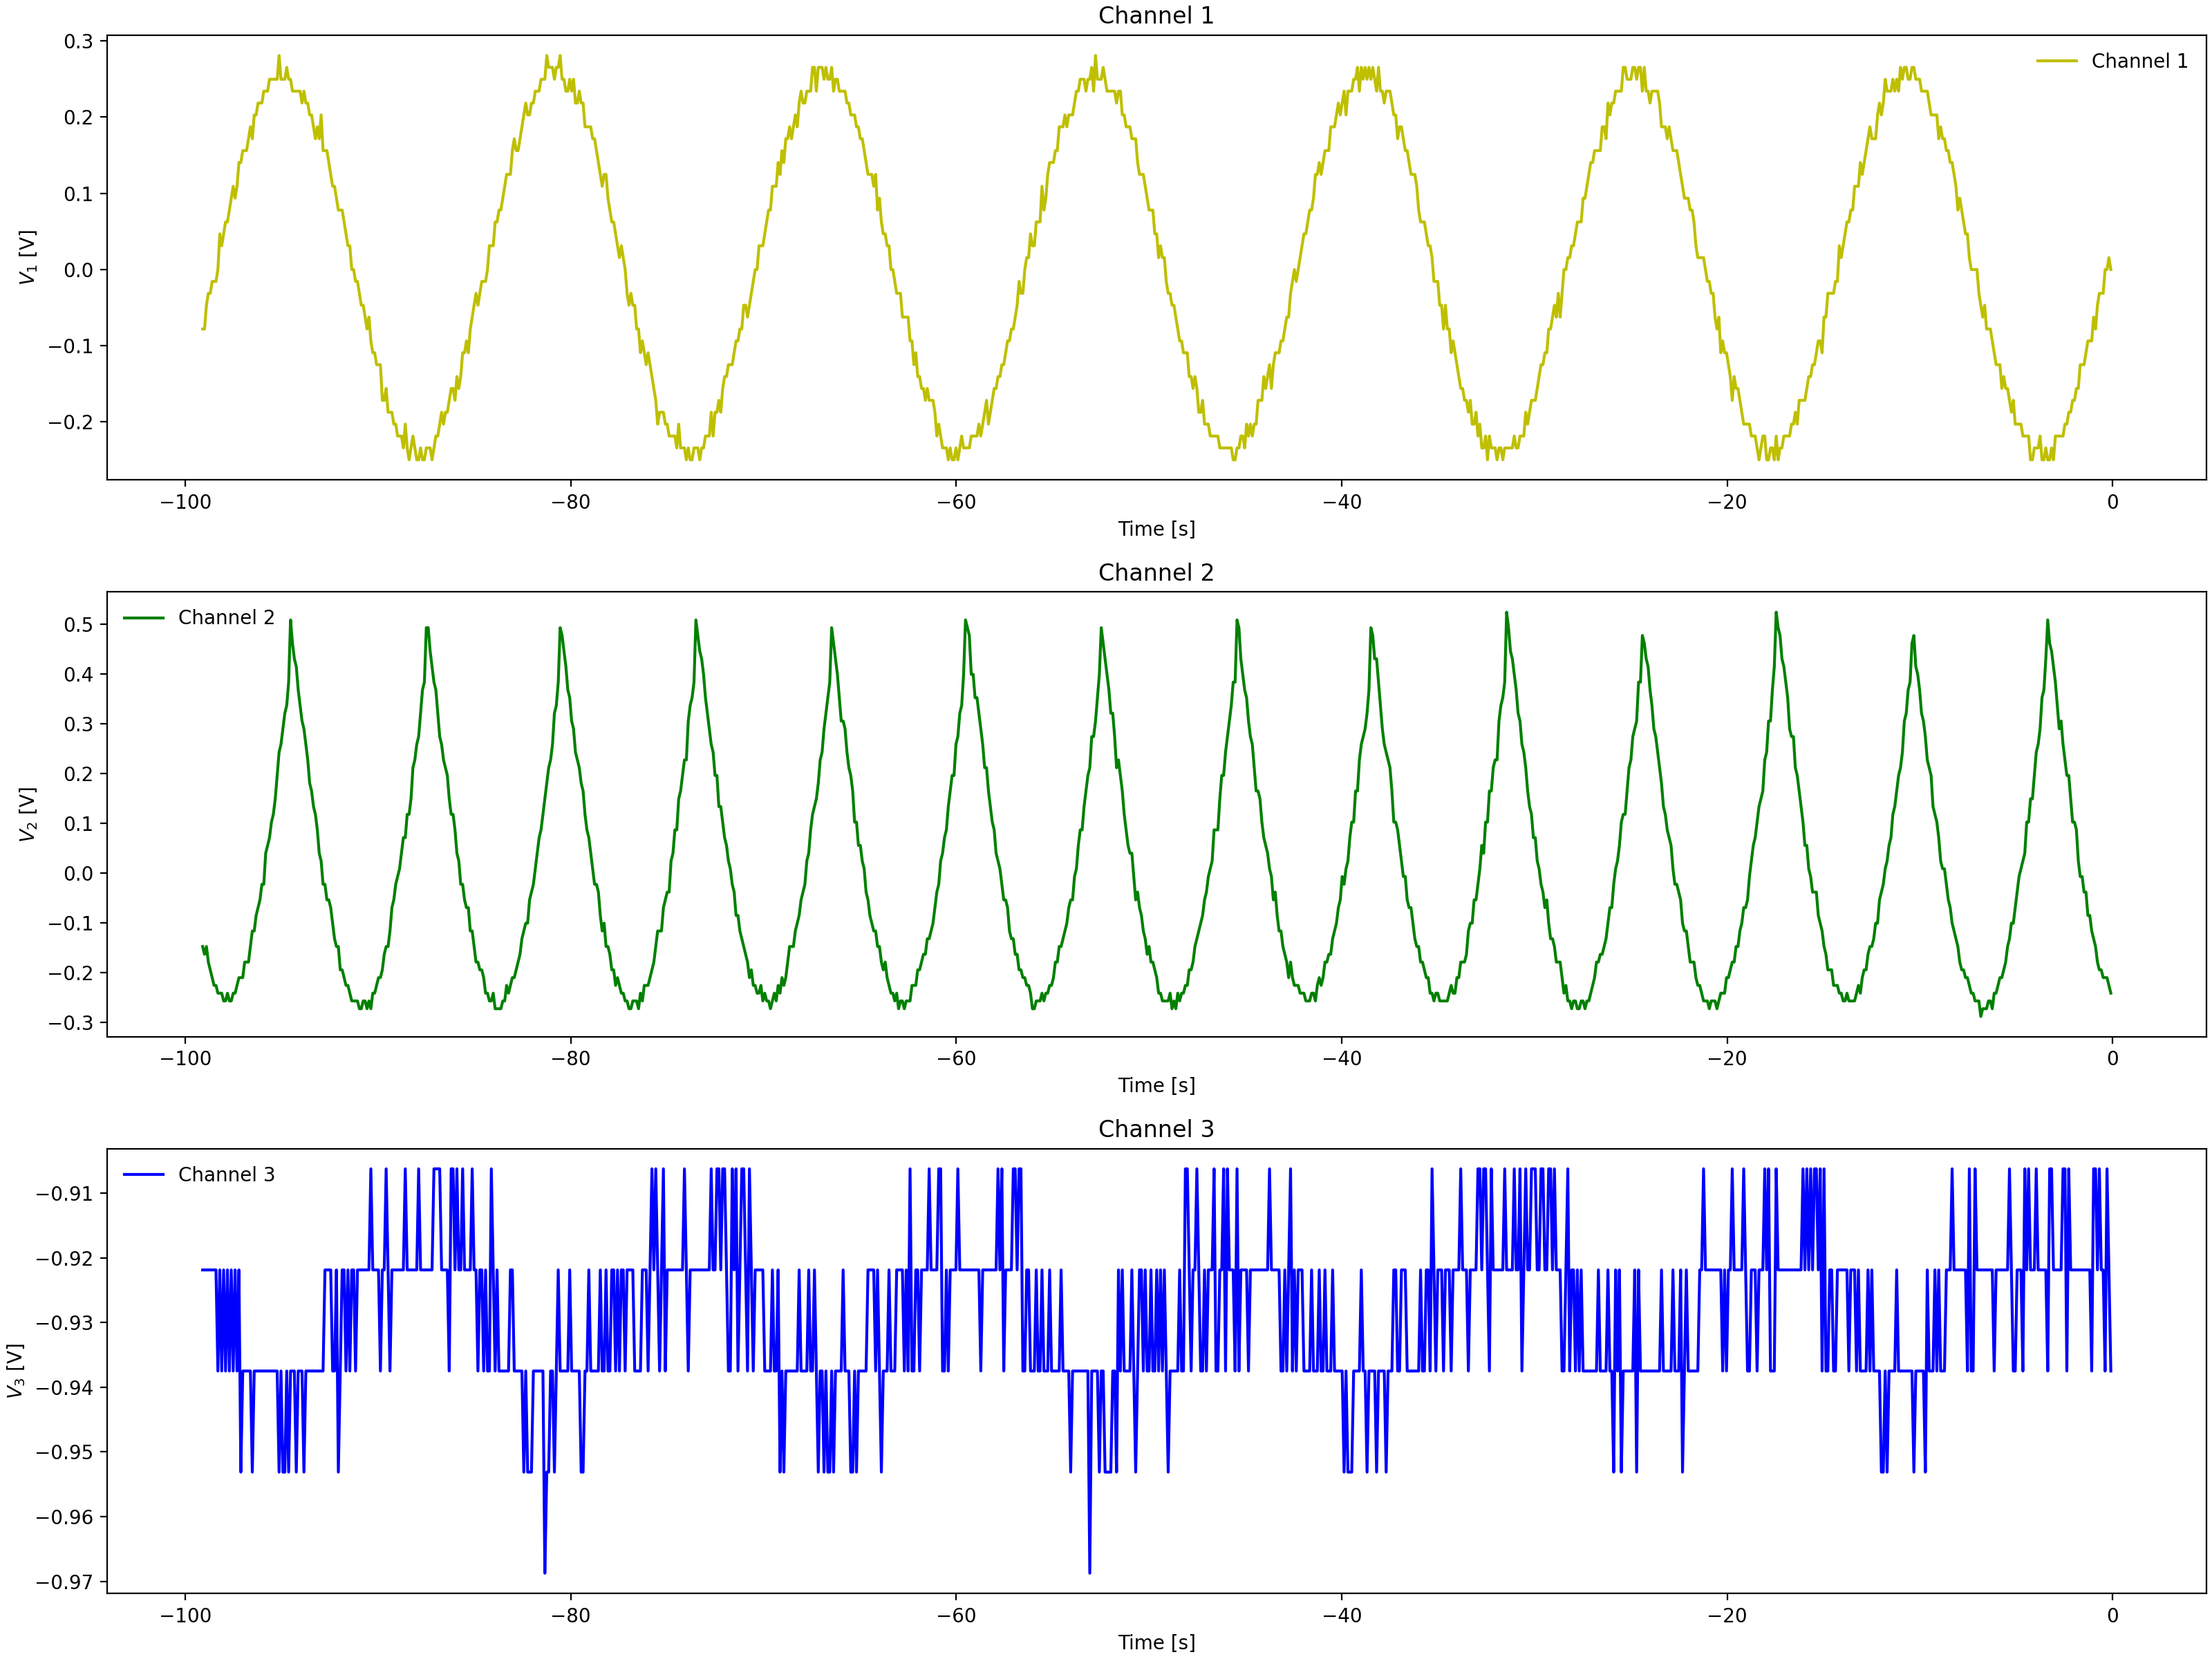 Channel 1
Channel 1
0.3
0.2
0.1
0.0
−0.1
−0.2
V₁ [V]
−100 −80 −60 −40 −20 0
Time [s]
Channel 2
Channel 2
0.5
0.4
0.3
0.2
0.1
0.0
−0.1
−0.2
−0.3
V₂ [V]
−100 −80 −60 −40 −20 0
Time [s]
Channel 3
Channel 3
−0.91
−0.92
−0.93
−0.94
−0.95
−0.96
−0.97
V₃ [V]
−100 −80 −60 −40 −20 0
Time [s]